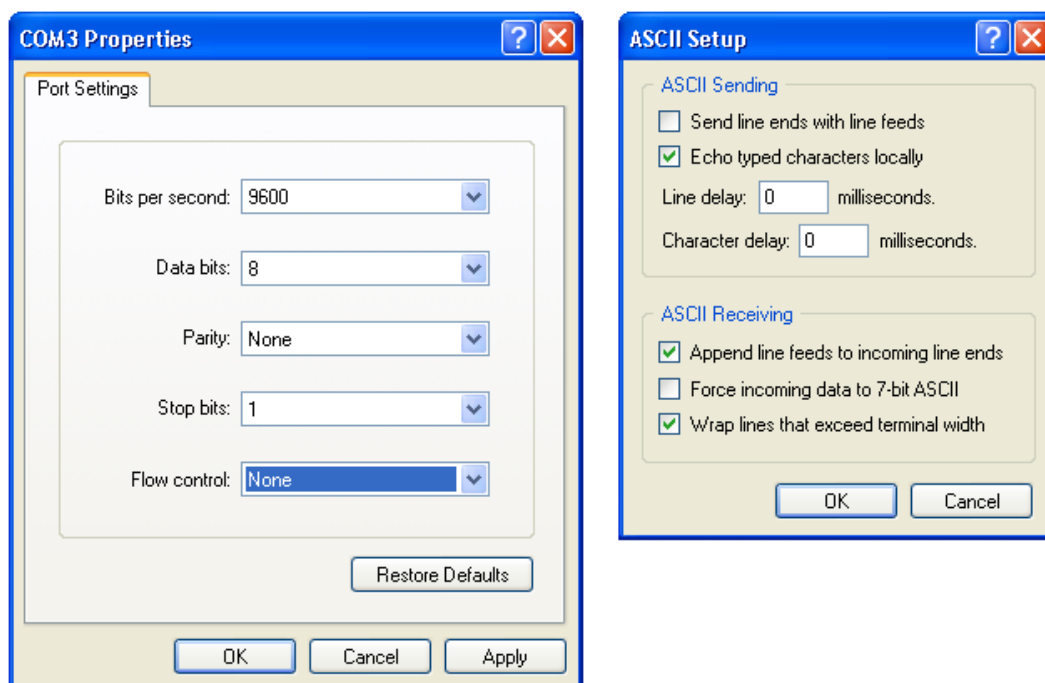 COM3 Properties
Port Settings
Bits per second: 9600
Data bits: 8
Parity: None
Stop bits: 1
Flow control: None
Restore Defaults
OK Cancel Apply
ASCII Setup
ASCII Sending
Send line ends with line feeds
Echo typed characters locally
Line delay: 0 milliseconds.
Character delay: 0 milliseconds.
ASCII Receiving
Append line feeds to incoming line ends
Force incoming data to 7-bit ASCII
Wrap lines that exceed terminal width
OK Cancel